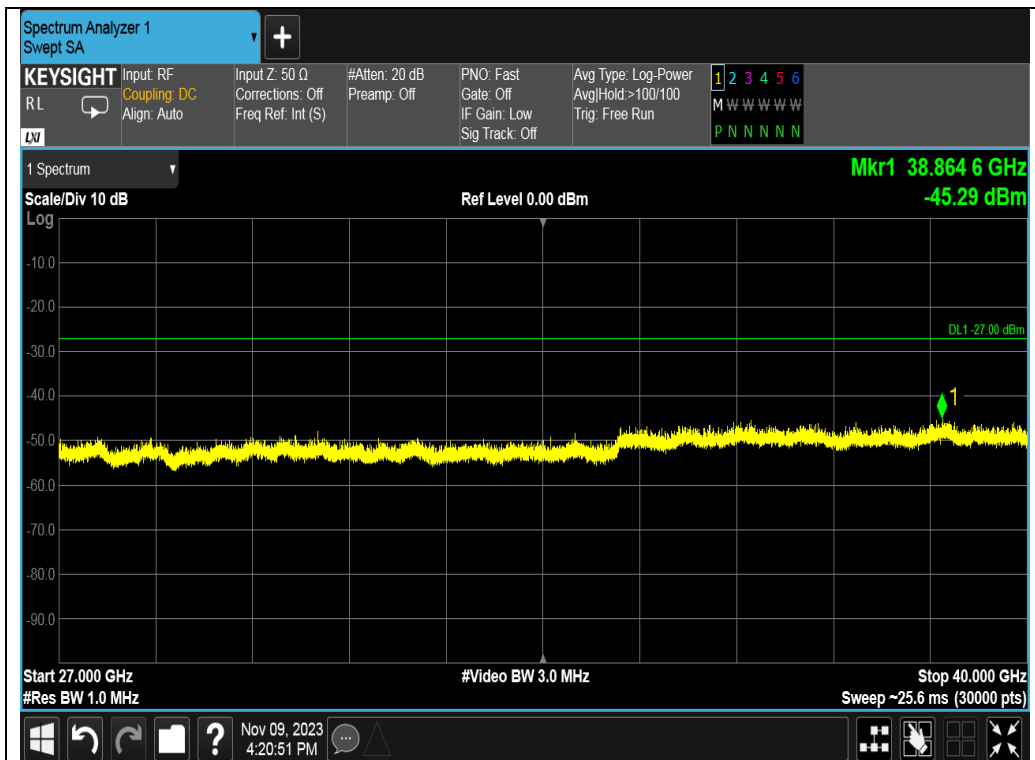 Spectrum Analyzer 1
Swept SA
KEYSIGHT
RL
LXI
Input: RF
Coupling: DC
Align: Auto
Input Z: 50 Ω
Corrections: Off
Freq Ref: Int (S)
#Atten: 20 dB
Preamp: Off
PNO: Fast
Gate: Off
IF Gain: Low
Sig Track: Off
Avg Type: Log-Power
Avg|Hold:>100/100
Trig: Free Run
1 2 3 4 5 6
M W W W W W
P N N N N N
1 Spectrum
Mkr1 38.864 6 GHz
-45.29 dBm
Scale/Div 10 dB
Ref Level 0.00 dBm
Log
-10.0
-20.0
DL1 -27.00 dBm
-30.0
-40.0
1
-50.0
-60.0
-70.0
-80.0
-90.0
Start 27.000 GHz
#Video BW 3.0 MHz
Stop 40.000 GHz
#Res BW 1.0 MHz
Sweep ~25.6 ms (30000 pts)
?
Nov 09, 2023
4:20:51 PM